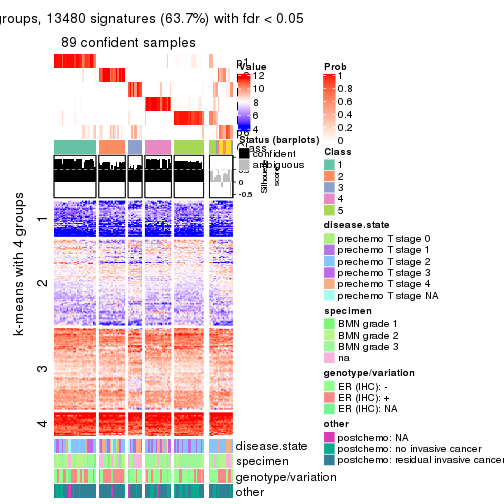 groups, 13480 signatures (63.7%) with fdr < 0.05
89 confident samples
p1
Value
12
10
8
6
4
Prob
1
0.8
0.6
0.4
0.2
0
Status (barplots)
confident
ambiguous
Class
Silhouette
score
0
-0.5
Class
1
2
3
4
5
k-means with 4 groups
1
2
3
4
disease.state
prechemo T stage 0
prechemo T stage 1
prechemo T stage 2
prechemo T stage 3
prechemo T stage 4
prechemo T stage NA
specimen
BMN grade 1
BMN grade 2
BMN grade 3
na
genotype/variation
ER (IHC): -
ER (IHC): +
ER (IHC): NA
other
postchemo: NA
postchemo: no invasive cancer
postchemo: residual invasive cancer
disease.state
specimen
genotype/variation
other